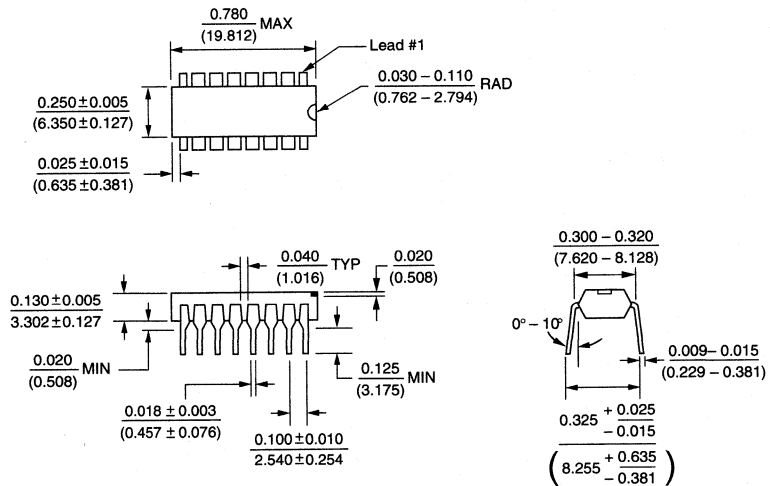 0.780
(19.812)
MAX
Lead #1
0.030 – 0.110
(0.762 – 2.794)
RAD
0.250 ± 0.005
(6.350 ± 0.127)
0.025 ± 0.015
(0.635 ± 0.381)
0.040
(1.016)
TYP
0.020
(0.508)
0.130 ± 0.005
3.302 ± 0.127
0.020
(0.508)
MIN
0.125
(3.175)
MIN
0.018 ± 0.003
(0.457 ± 0.076)
0.100 ± 0.010
2.540 ± 0.254
0.300 – 0.320
(7.620 – 8.128)
0° – 10°
0.009 – 0.015
(0.229 – 0.381)
0.325 + 0.025
– 0.015
(8.255 + 0.635
– 0.381)